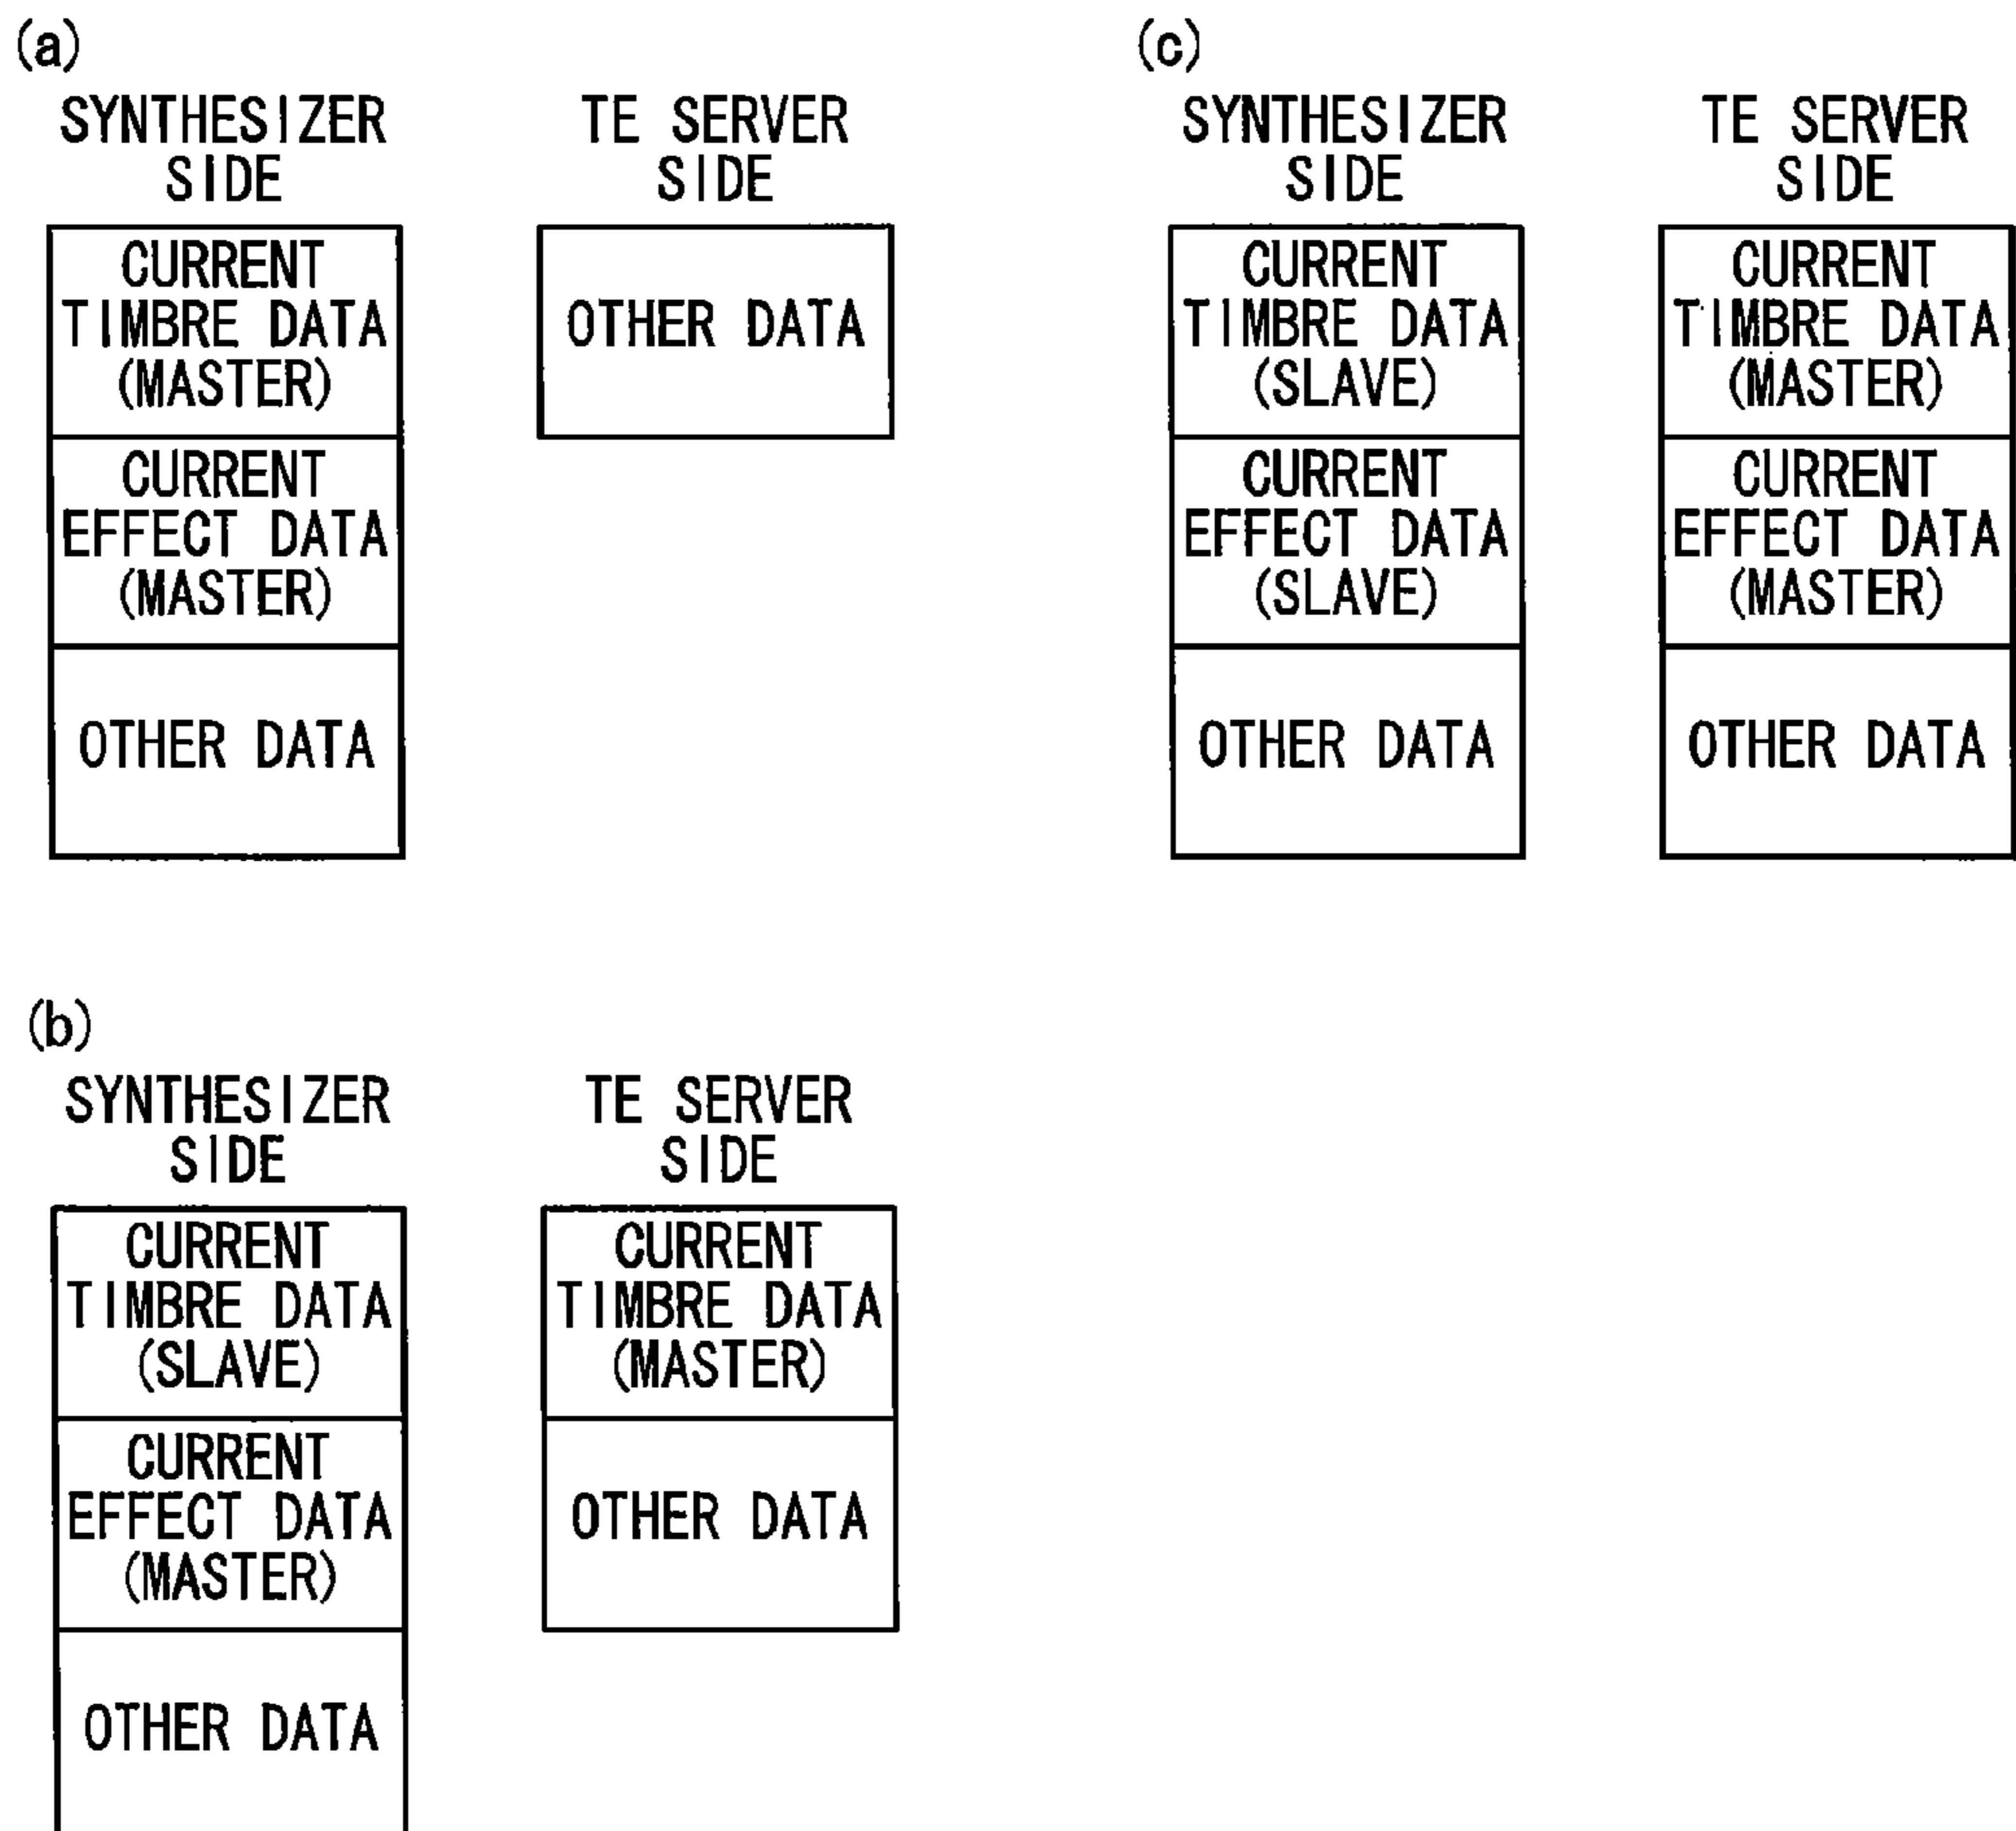 (a)
SYNTHESIZER
SIDE
CURRENT
TIMBRE DATA
(MASTER)
CURRENT
EFFECT DATA
(MASTER)
OTHER DATA
TE SERVER
SIDE
OTHER DATA
(b)
SYNTHESIZER
SIDE
CURRENT
TIMBRE DATA
(SLAVE)
CURRENT
EFFECT DATA
(MASTER)
OTHER DATA
TE SERVER
SIDE
CURRENT
TIMBRE DATA
(MASTER)
OTHER DATA
(c)
SYNTHESIZER
SIDE
CURRENT
TIMBRE DATA
(SLAVE)
CURRENT
EFFECT DATA
(SLAVE)
OTHER DATA
TE SERVER
SIDE
CURRENT
TIMBRE DATA
(MASTER)
CURRENT
EFFECT DATA
(MASTER)
OTHER DATA